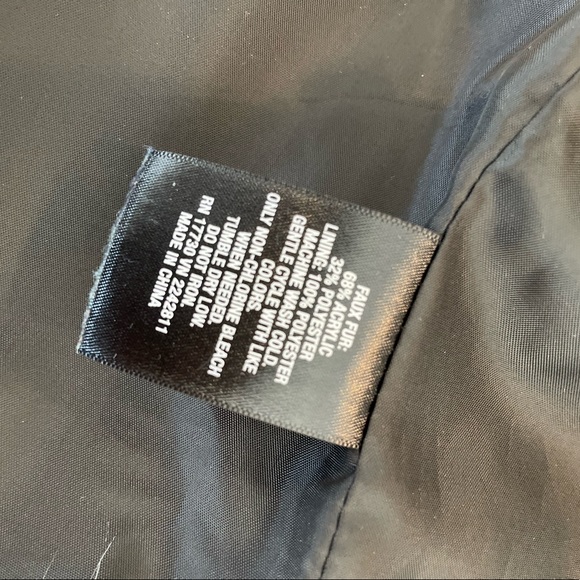 FAUX FUR:
68% ACRYLIC
32% POLYESTER
LINING: 100% POLYESTER
MACHINE WASH COLD,
GENTLE CYCLE WITH LIKE
COLORS.
ONLY NON-CHLORINE BLEACH
WHEN NEEDED.
TUMBLE DRY LOW.
DO NOT IRON.
RN 17730 VN 2242811
MADE IN CHINA